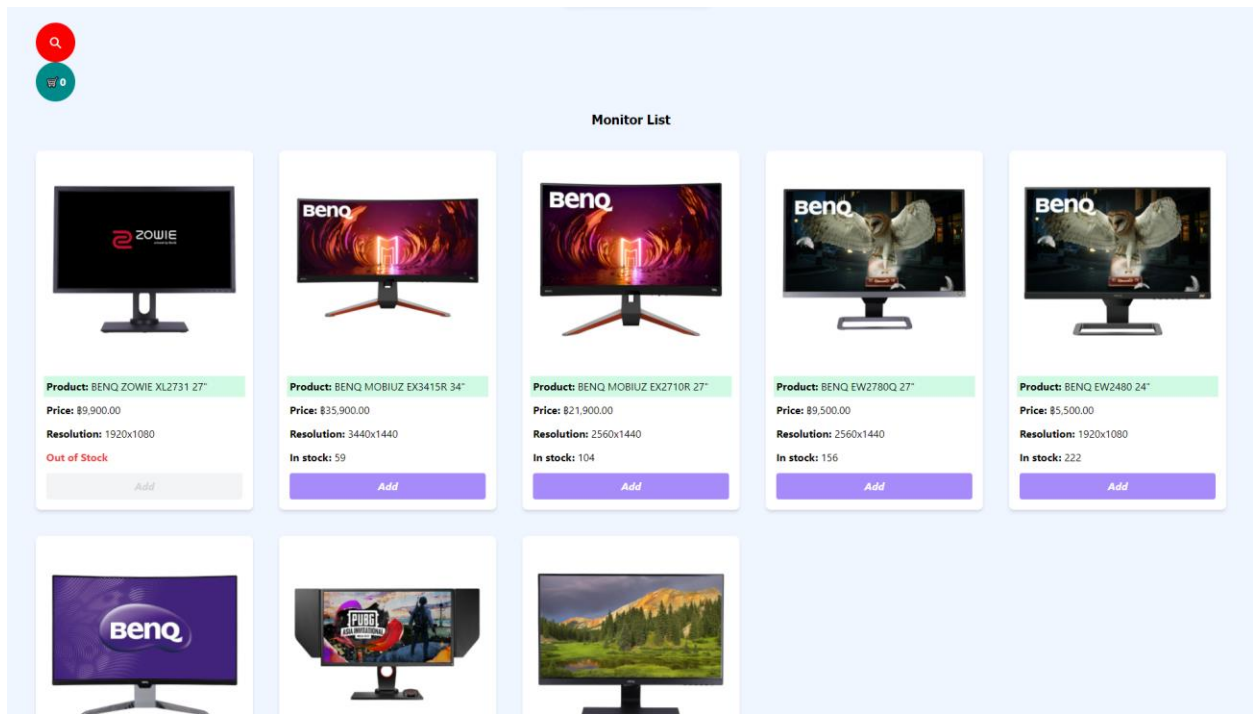 0
Monitor List
ZOWIE
BenQ
BenQ
BenQ
BenQ
Product: BENQ ZOWIE XL2731 27"
Price: ฿9,900.00
Resolution: 1920x1080
Out of Stock
Add
Product: BENQ MOBIUZ EX3415R 34"
Price: ฿35,900.00
Resolution: 3440x1440
In stock: 59
Add
Product: BENQ MOBIUZ EX2710R 27"
Price: ฿21,900.00
Resolution: 2560x1440
In stock: 104
Add
Product: BENQ EW2780Q 27"
Price: ฿9,500.00
Resolution: 2560x1440
In stock: 156
Add
Product: BENQ EW2480 24"
Price: ฿5,500.00
Resolution: 1920x1080
In stock: 222
Add
BenQ
PUBG
ASIA INVITATIONAL